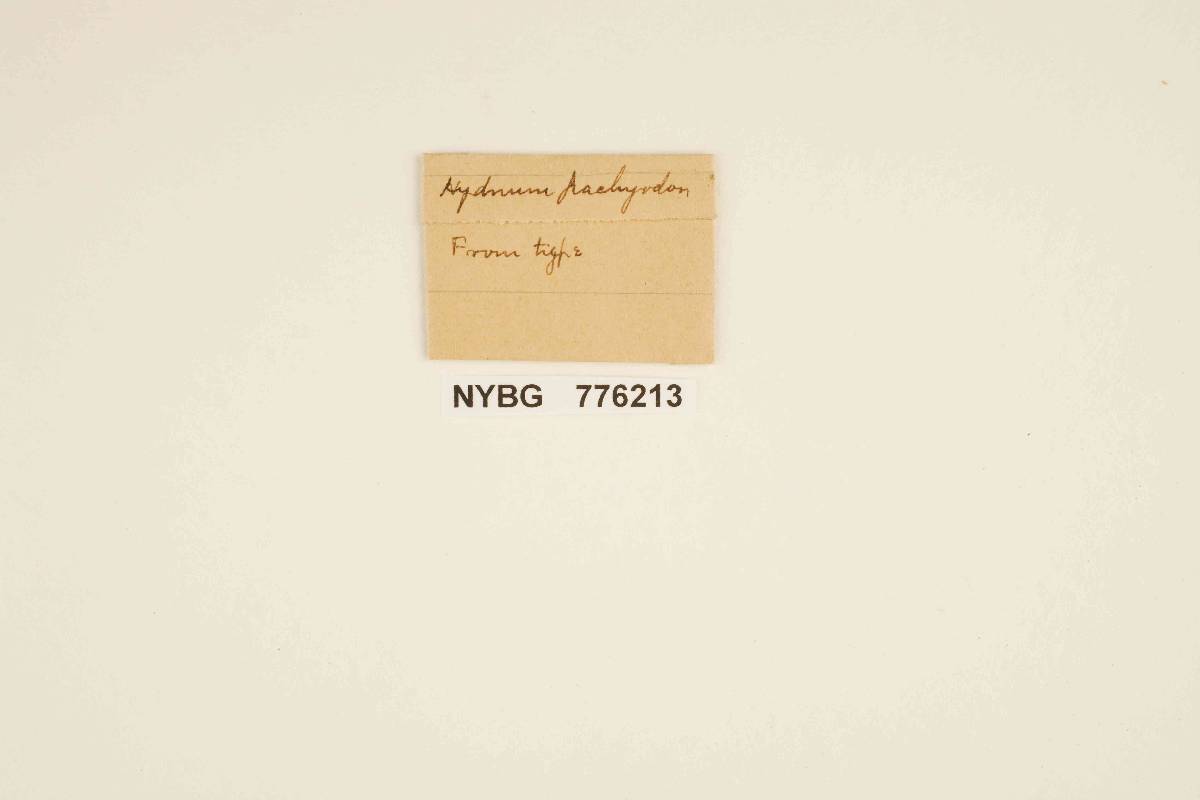 Hydnum pachyodon
From type
NYBG 776213